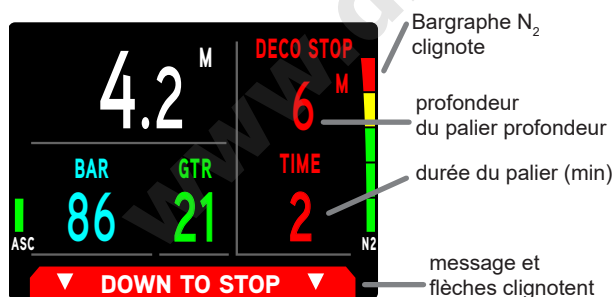 4.2 M
DECO STOP
6 M
BAR
86
GTR
21
TIME
2
ASC
N2
▼ DOWN TO STOP ▼
Bargraphe N2
clignote
profondeur
du palier profondeur
durée du palier (min)
message et
flèches clignotent
www.d